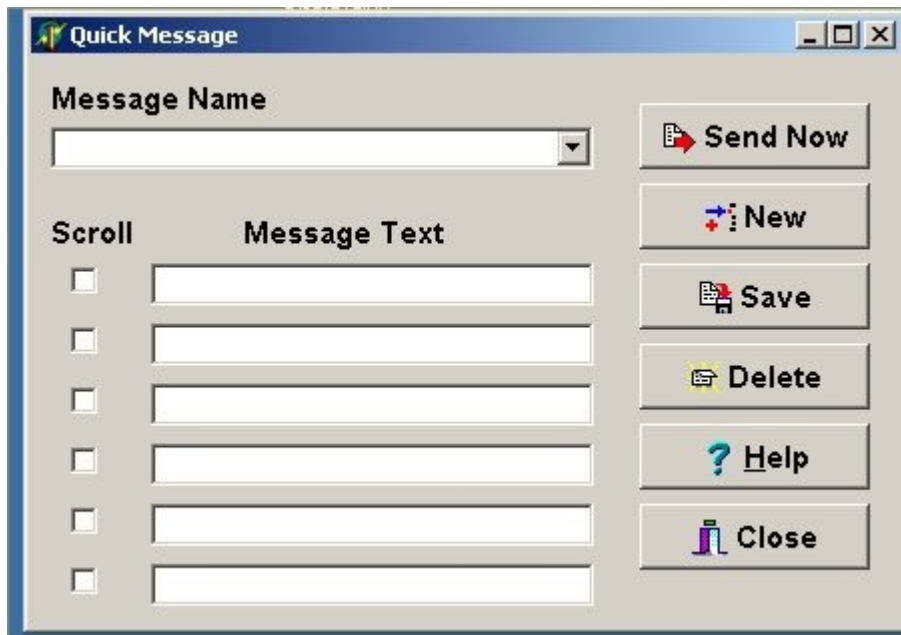 Quick Message
Message Name
Send Now
New
Scroll Message Text
Save
Delete
Help
Close